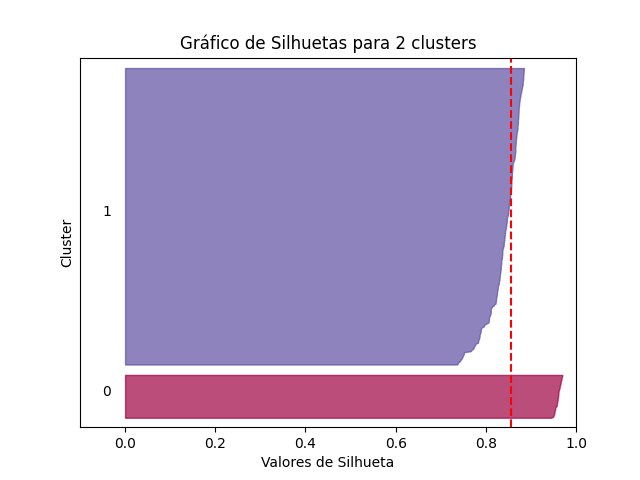 Gráfico de Silhuetas para 2 clusters
Cluster
1
0
0.0 0.2 0.4 0.6 0.8 1.0
Valores de Silhueta